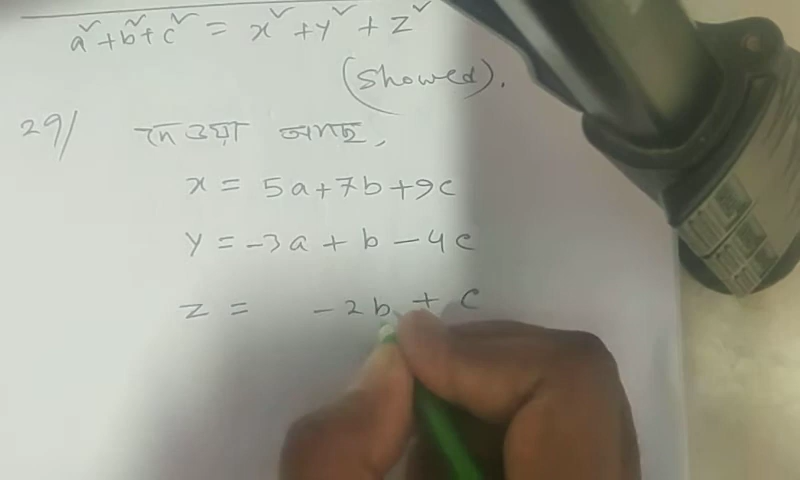 a² + b² + c² = x² + y² + z²
(Showed).
29/ দেওয়া আছে,
x = 5a + 7b + 9c
y = -3a + b - 4c
z = -2b + c